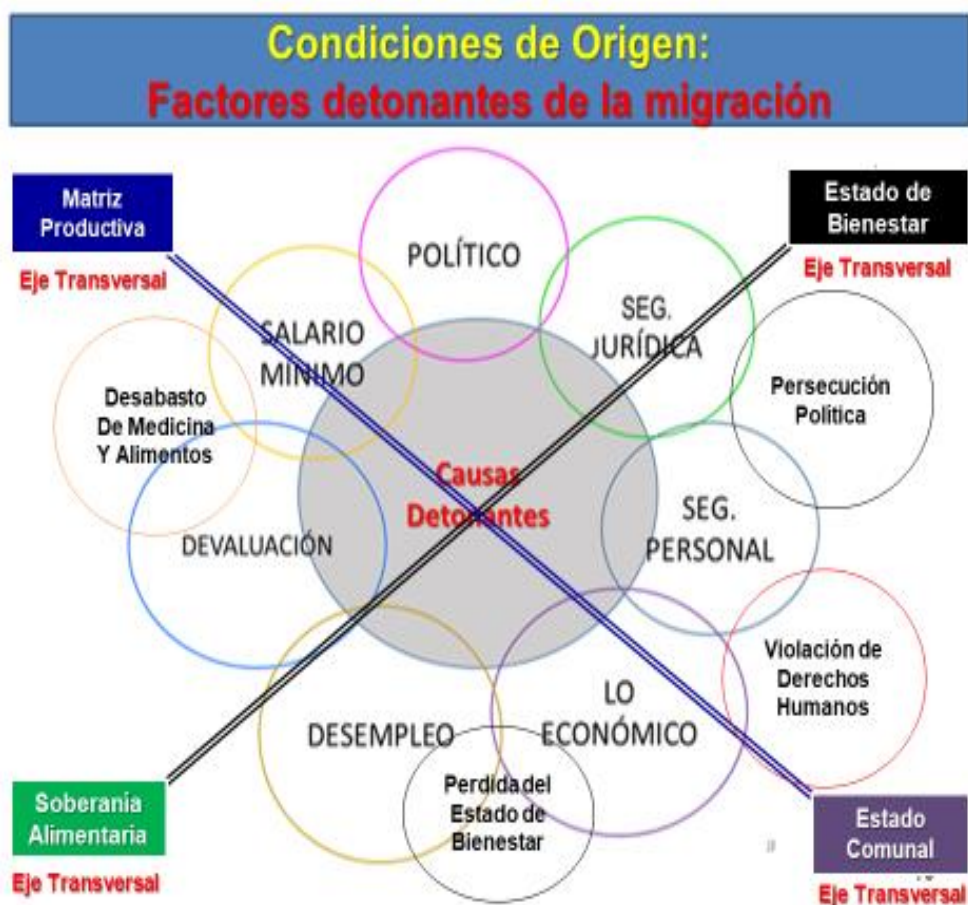 Condiciones de Origen:
Factores detonantes de la migración
Matriz
Productiva
Eje Transversal
Estado de
Bienestar
Eje Transversal
POLÍTICO
SEG.
JURÍDICA
SALARIO
MINIMO
Desabasto
De Medicina
Y Alimentos
Persecución
Política
Causas
Detonantes
SEG.
PERSONAL
DEVALUACIÓN
Violación de
Derechos
Humanos
LO
ECONÓMICO
DESEMPLEO
Perdida del
Estado de
Bienestar
Soberanía
Alimentaria
Eje Transversal
Estado
Comunal
Eje Transversal